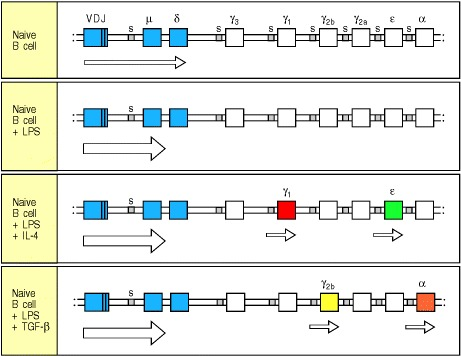 VDJ S μ δ S γ3 S γ1 S γ2b S γ2a S ε S α
Naive
B cell
S
Naive
B cell
+ LPS
S γ1 ε
Naive
B cell
+ LPS
+ IL-4
S γ2b α
Naive
B cell
+ LPS
+ TGF-β